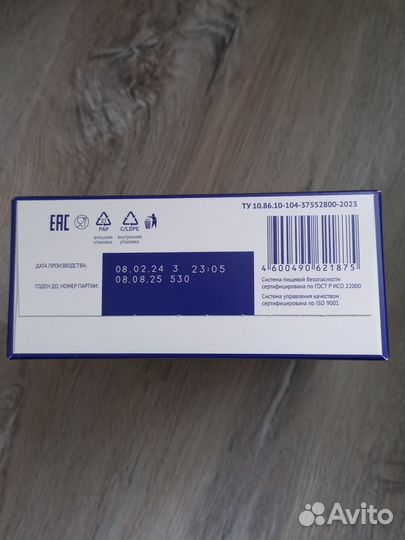 ТУ 10.86.10-104-37552800-2023
EAC
21
PAP
C/LDPE
внешняя
упаковка
внутренняя
упаковка
ДАТА ПРОИЗВОДСТВА:
08.02.24 3 23:05
ГОДЕН ДО, НОМЕР ПАРТИИ:
08.08.25 530
4 600490 621875
Система пищевой безопасности
сертифицирована по ГОСТ Р ИСО 22000
Система управления качеством
сертифицирована по ISO 9001
Avito